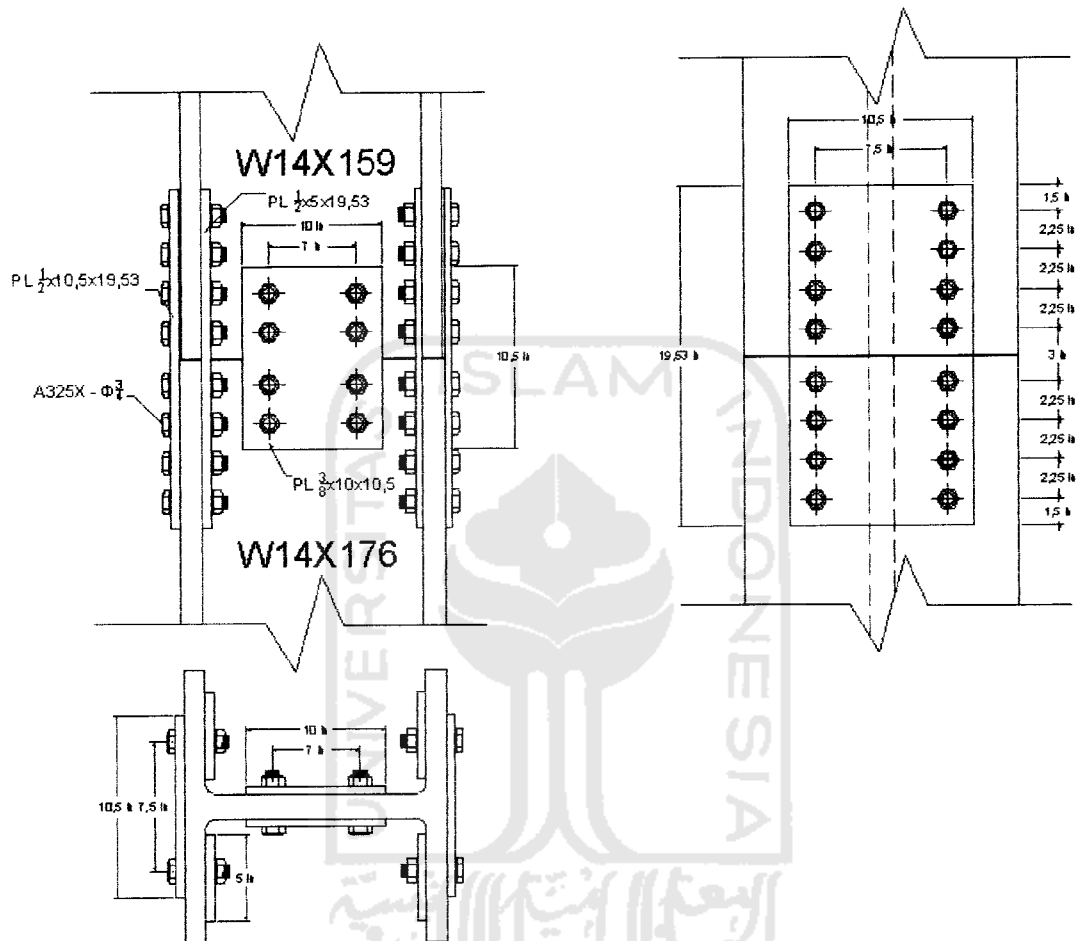 W14X159
PL 1/2x5x19,53
10 in
7 in
PL 1/2x10,5x19,53
10,5 in
A325X - Φ3/4
PL 3/8x10x10,5
W14X176
10,5 in
7,5 in
1,5 in
2,25 in
2,25 in
2,25 in
19,53 in
3 in
2,25 in
2,25 in
2,25 in
1,5 in
10 in
7 in
10,5 in 7,5 in
5 in
UNIVERSITAS
ISLAM
INDONESIA